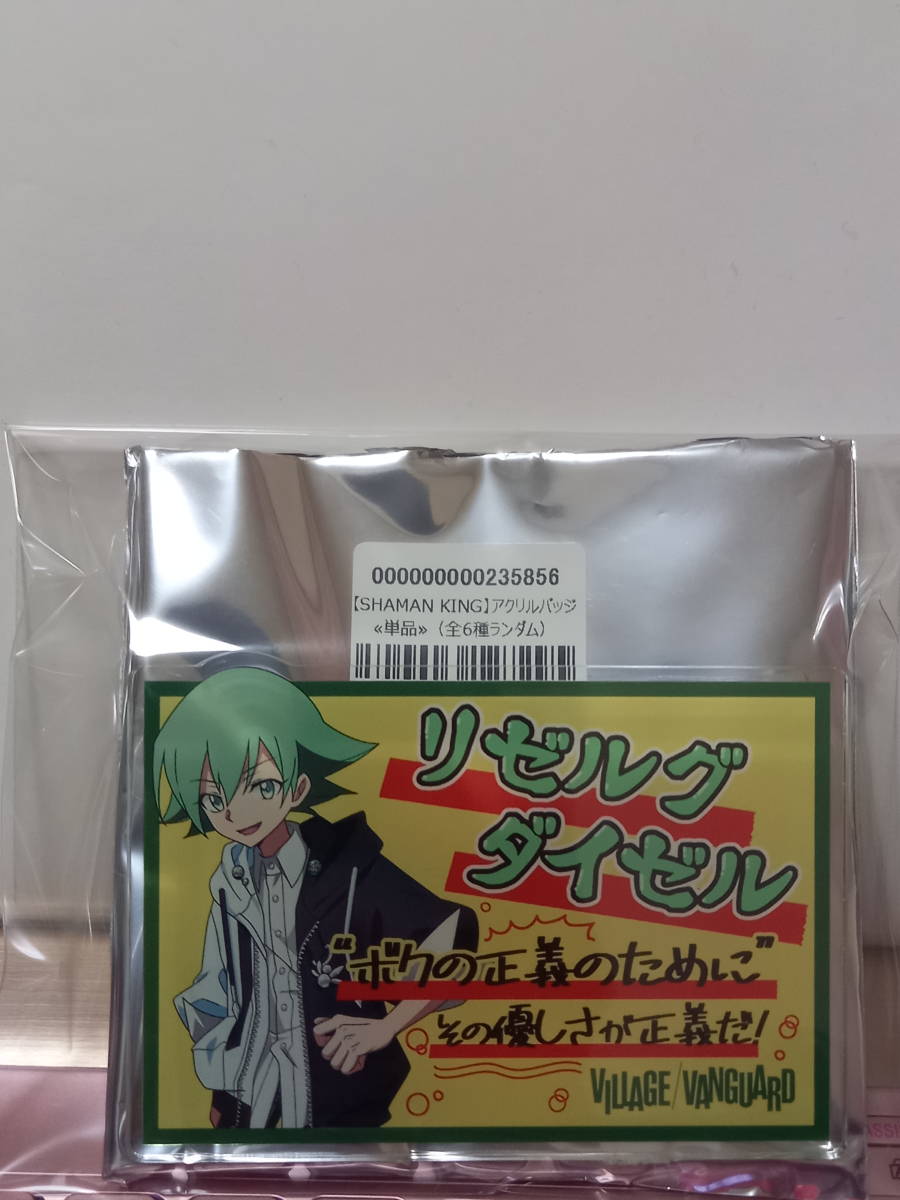 000000000235856
【SHAMAN KING】アクリルバッジ
«単品» (全6種ランダム)
リゼルグ
ダイゼル
"ボクの正義のために"
その優しさが正義だ!
VILLAGE/VANGUARD
ASSI